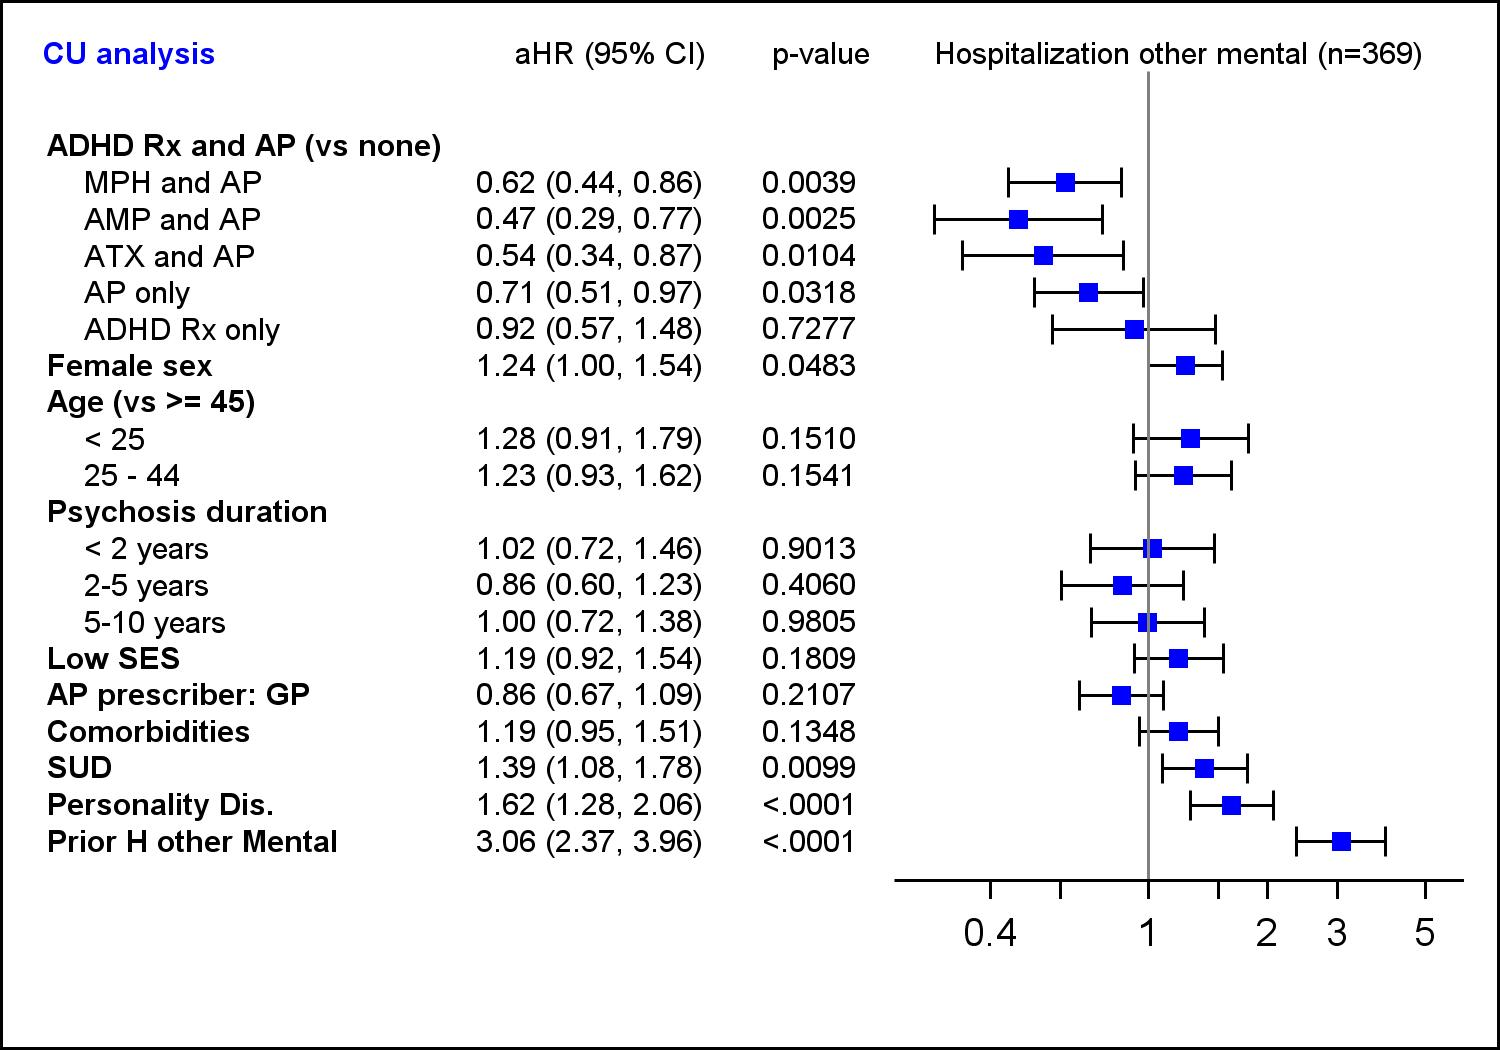 CU analysis aHR (95% CI) p-value Hospitalization other mental (n=369)
ADHD Rx and AP (vs none)
MPH and AP 0.62 (0.44, 0.86) 0.0039
AMP and AP 0.47 (0.29, 0.77) 0.0025
ATX and AP 0.54 (0.34, 0.87) 0.0104
AP only 0.71 (0.51, 0.97) 0.0318
ADHD Rx only 0.92 (0.57, 1.48) 0.7277
Female sex 1.24 (1.00, 1.54) 0.0483
Age (vs >= 45)
< 25 1.28 (0.91, 1.79) 0.1510
25 - 44 1.23 (0.93, 1.62) 0.1541
Psychosis duration
< 2 years 1.02 (0.72, 1.46) 0.9013
2-5 years 0.86 (0.60, 1.23) 0.4060
5-10 years 1.00 (0.72, 1.38) 0.9805
Low SES 1.19 (0.92, 1.54) 0.1809
AP prescriber: GP 0.86 (0.67, 1.09) 0.2107
Comorbidities 1.19 (0.95, 1.51) 0.1348
SUD 1.39 (1.08, 1.78) 0.0099
Personality Dis. 1.62 (1.28, 2.06) <.0001
Prior H other Mental 3.06 (2.37, 3.96) <.0001
0.4 1 2 3 5